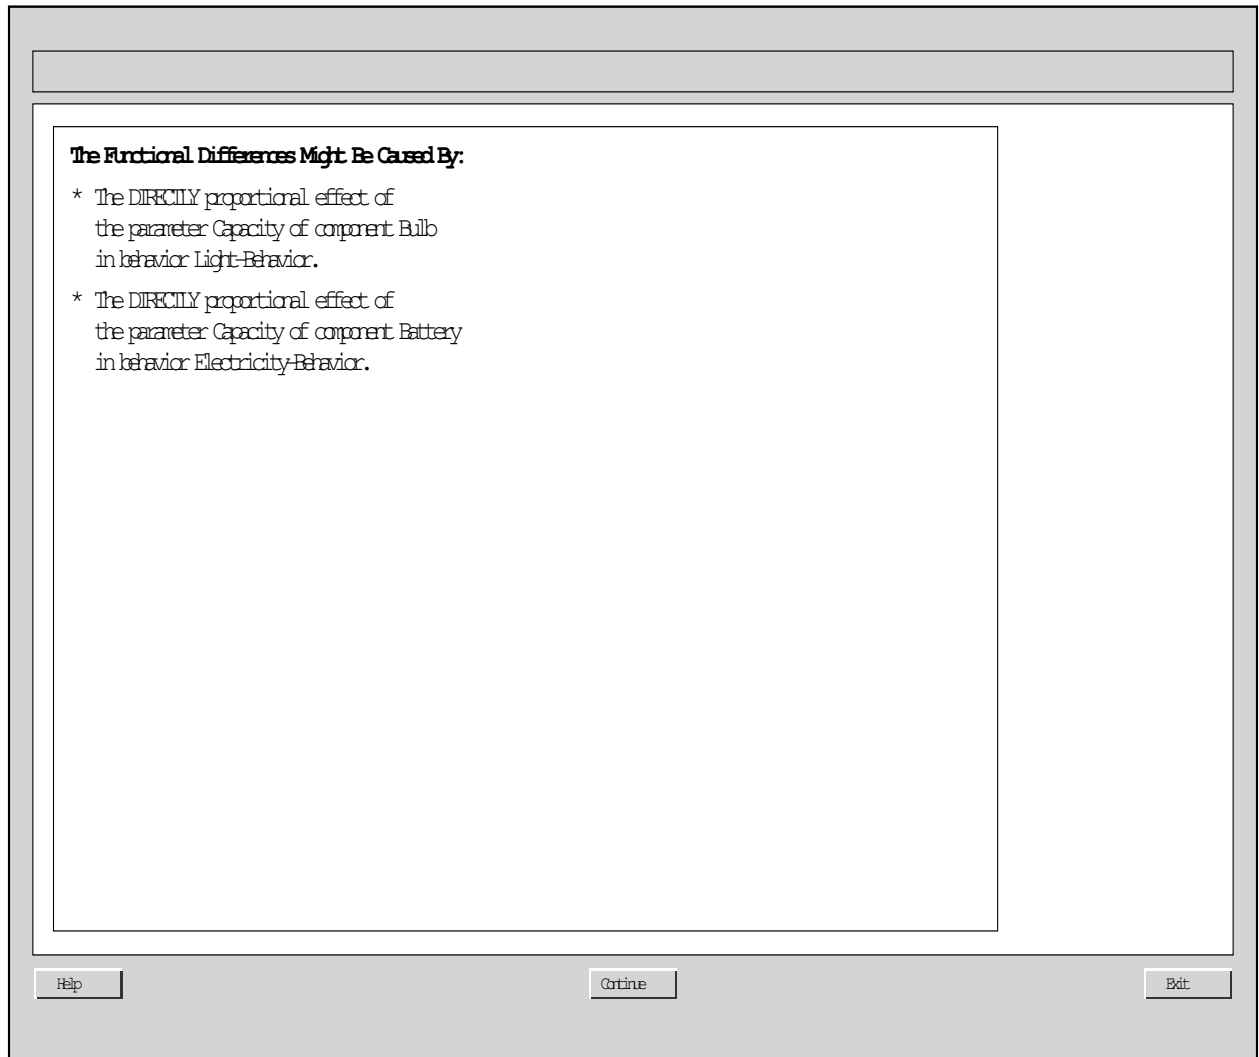 The Functional Differences Might Be Caused By:
* The DIRECTLY proportional effect of
the parameter Capacity of component Bulb
in behavior Light-Behavior.
* The DIRECTLY proportional effect of
the parameter Capacity of component Battery
in behavior Electricity-Behavior.
Help
Continue
Exit